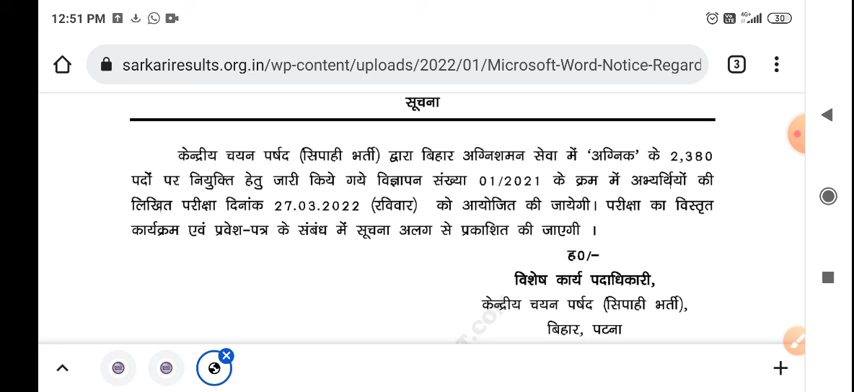 12:51 PM 4G+ 30
sarkariresults.org.in/wp-content/uploads/2022/01/Microsoft-Word-Notice-Regard 3
सूचना
केन्द्रीय चयन पर्षद (सिपाही भर्ती) द्वारा बिहार अग्निशमन सेवा में ‘अग्निक’ के 2,380
पदों पर नियुक्ति हेतु जारी किये गये विज्ञापन संख्या 01/2021 के क्रम में अभ्यर्थियों की
लिखित परीक्षा दिनांक 27.03.2022 (रविवार) को आयोजित की जायेगी। परीक्षा का विस्तृत
कार्यक्रम एवं प्रवेश-पत्र के संबंध में सूचना अलग से प्रकाशित की जाएगी ।
ह0/-
विशेष कार्य पदाधिकारी,
केन्द्रीय चयन पर्षद (सिपाही भर्ती),
बिहार, पटना